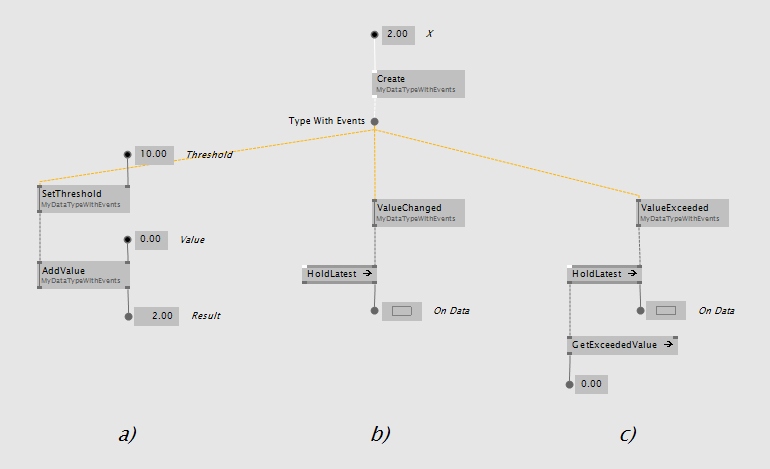 2.00 X
Create
MyDataTypeWithEvents
Type With Events
10.00 Threshold
SetThreshold
MyDataTypeWithEvents
ValueChanged
MyDataTypeWithEvents
ValueExceeded
MyDataTypeWithEvents
0.00 Value
AddValue
MyDataTypeWithEvents
HoldLatest
HoldLatest
2.00 Result
On Data
On Data
GetExceededValue
0.00
a)
b)
c)